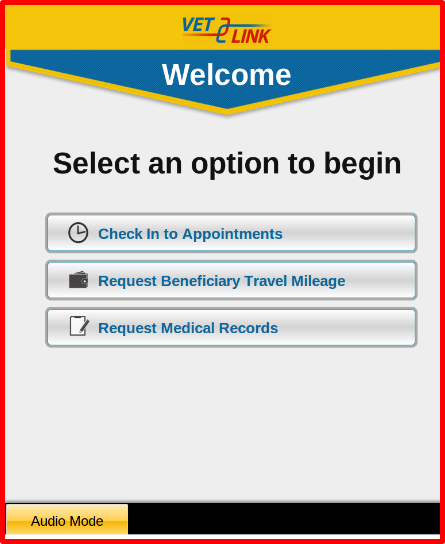 VET LINK
Welcome
Select an option to begin
Check In to Appointments
Request Beneficiary Travel Mileage
Request Medical Records
Audio Mode